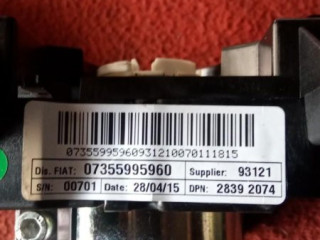 07355995960931210070111815
Dis. FIAT: 07355995960 Supplier: 93121
S/N: 00701 Date: 28/04/15 DPN: 2839 2074